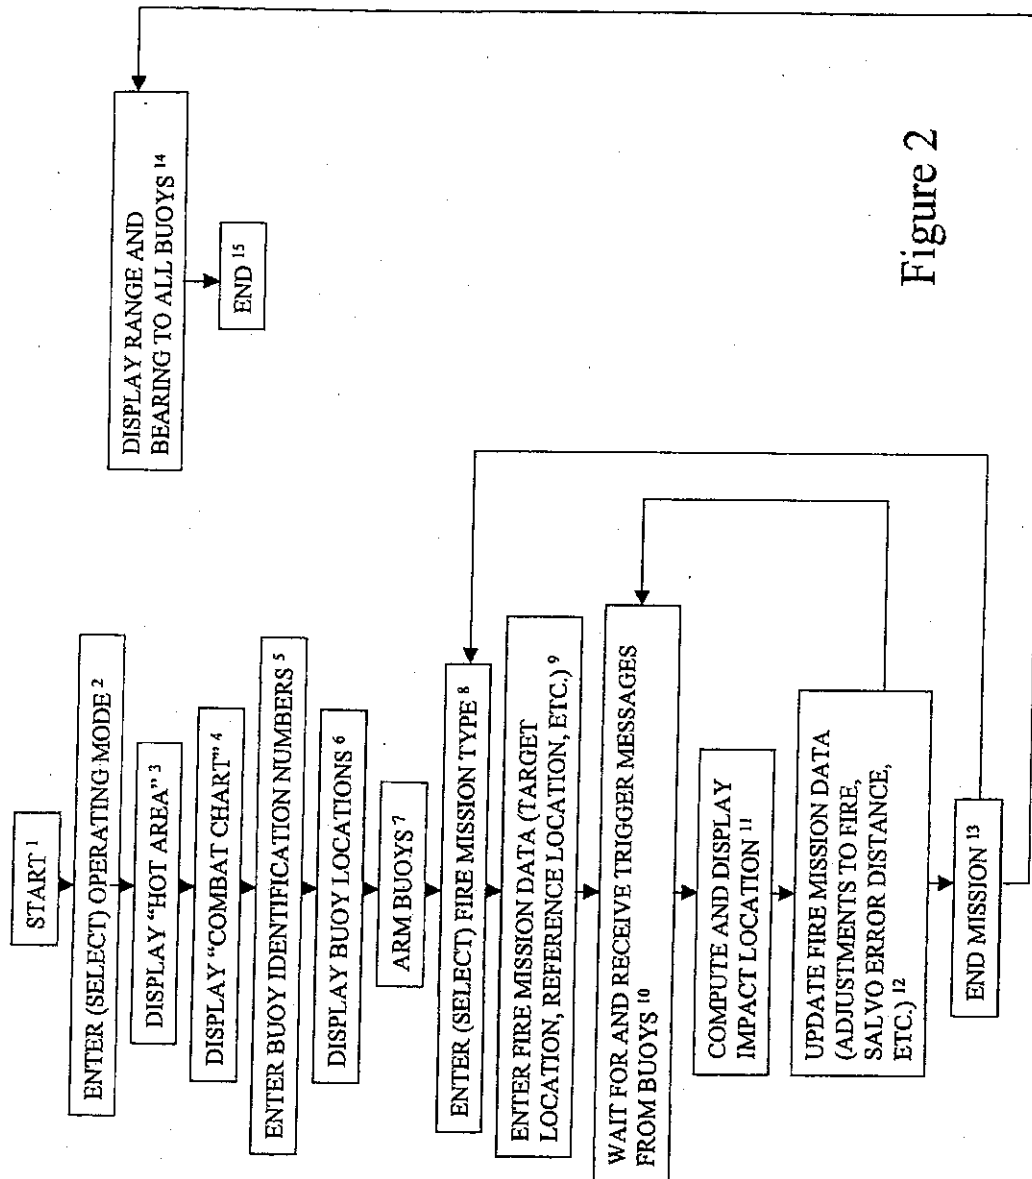 START 1
ENTER (SELECT) OPERATING MODE 2
DISPLAY "HOT AREA" 3
DISPLAY "COMBAT CHART" 4
ENTER BUOY IDENTIFICATION NUMBERS 5
DISPLAY BUOY LOCATIONS 6
ARM BUOYS 7
ENTER (SELECT) FIRE MISSION TYPE 8
ENTER FIRE MISSION DATA (TARGET
LOCATION, REFERENCE LOCATION, ETC.) 9
WAIT FOR AND RECEIVE TRIGGER MESSAGES
FROM BUOYS 10
COMPUTE AND DISPLAY
IMPACT LOCATION 11
UPDATE FIRE MISSION DATA
(ADJUSTMENTS TO FIRE,
SALVO ERROR DISTANCE,
ETC.) 12
END MISSION 13
DISPLAY RANGE AND
BEARING TO ALL BUOYS 14
END 15
Figure 2